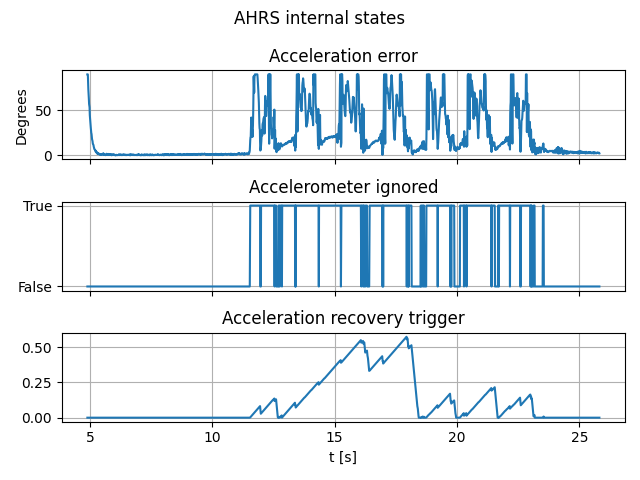 AHRS internal states
Acceleration error
Degrees
50
0
Accelerometer ignored
True
False
Acceleration recovery trigger
0.50
0.25
0.00
5 10 15 20 25
t [s]